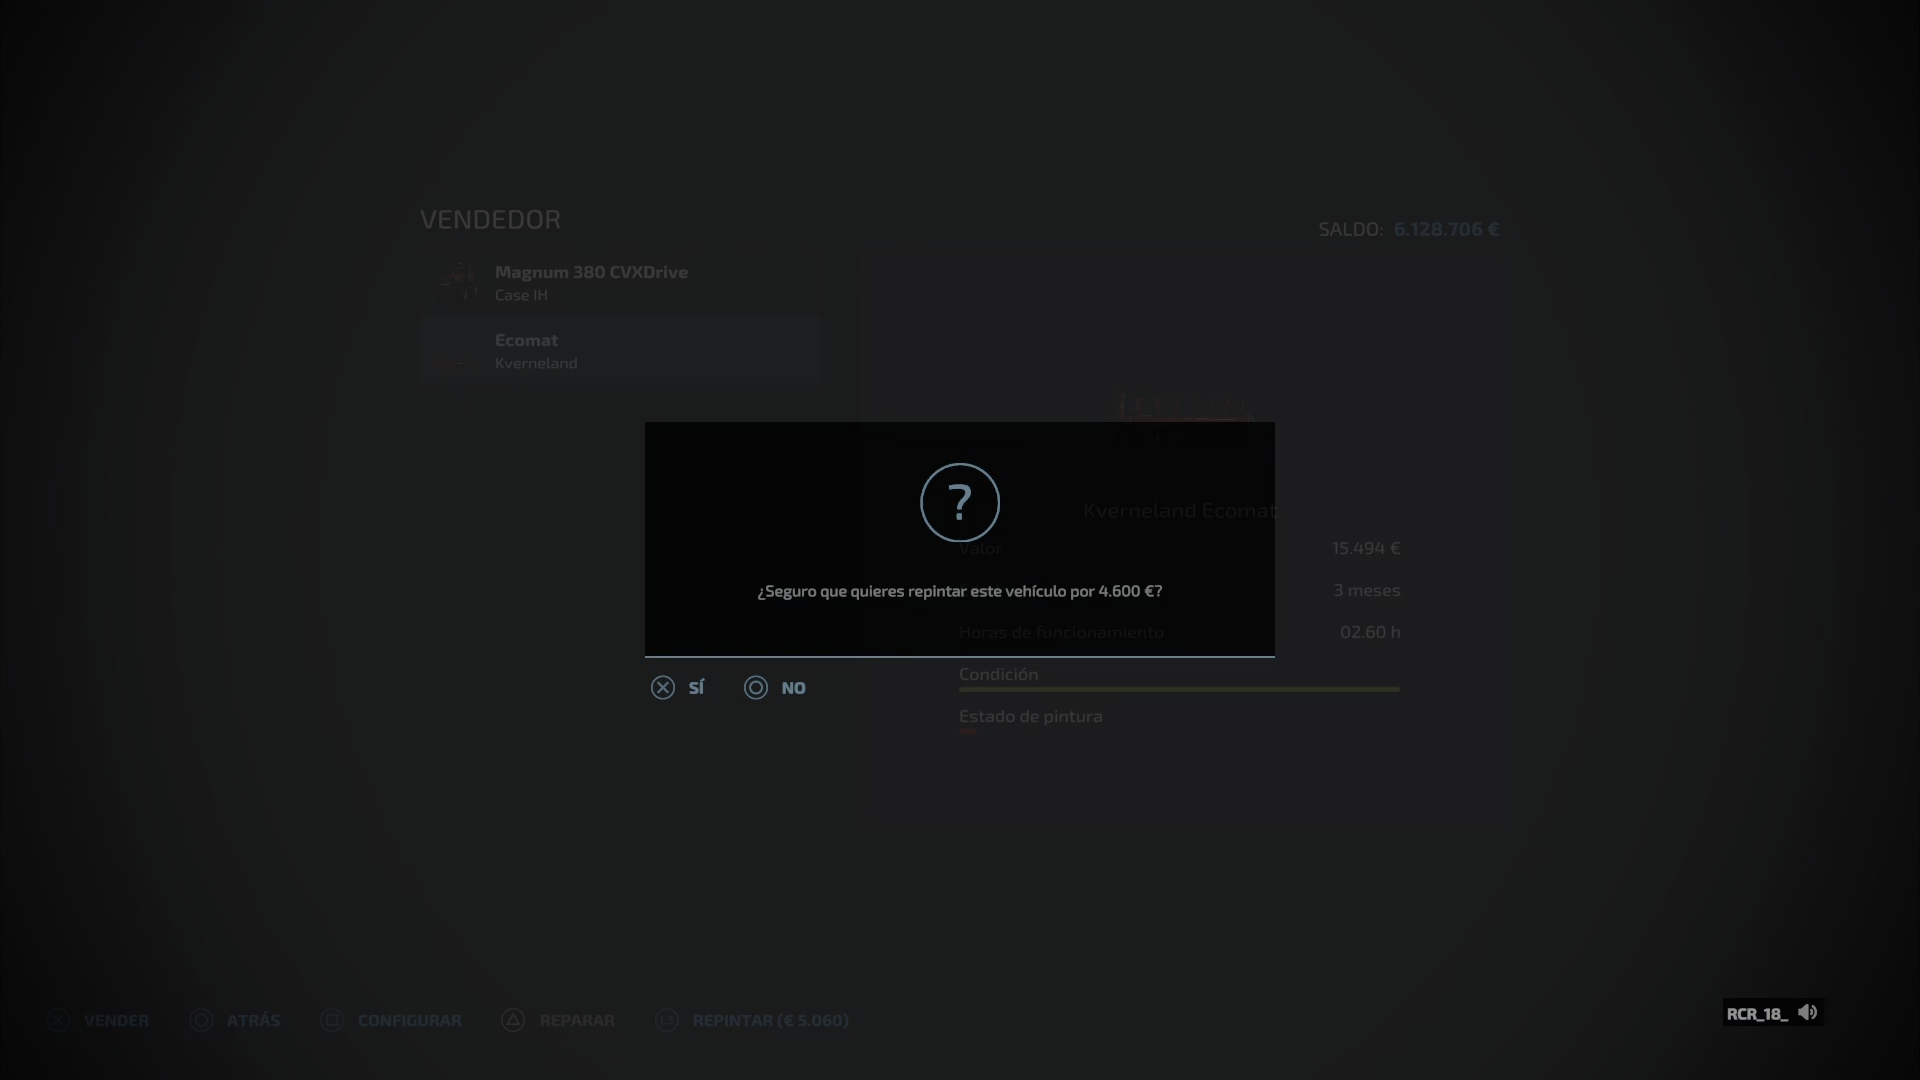 VENDEDOR
SALDO: 6.128.706 €
Magnum 380 CVXDrive
Case IH
Ecomat
Kverneland
?
Kverneland Ecomat
Valor
15.494 €
¿Seguro que quieres repintar este vehículo por 4.600 €?
3 meses
Horas de funcionamiento
02.60 h
Condición
SÍ
NO
Estado de pintura
VENDER
ATRÁS
CONFIGURAR
REPARAR
L3 REPINTAR (€ 5.060)
RCR_18_